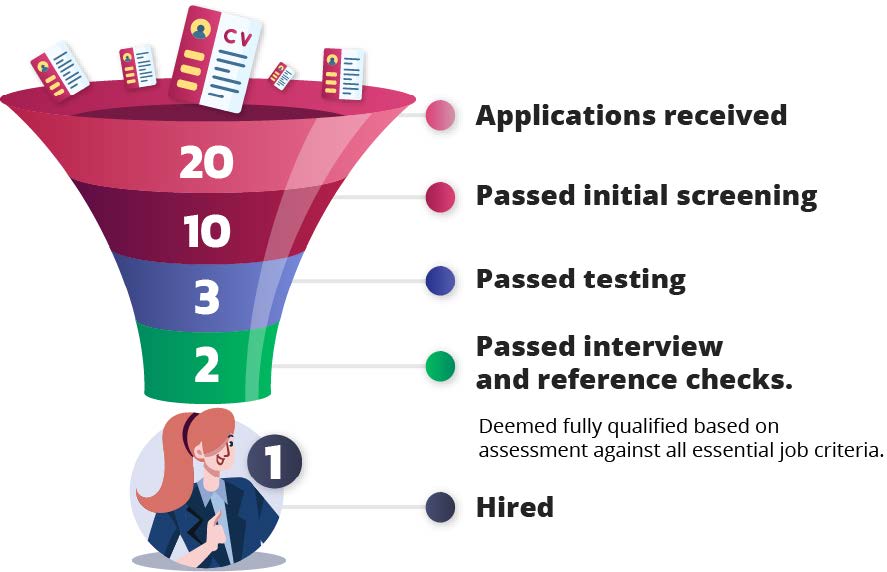 CV
Applications received
20
Passed initial screening
10
Passed testing
3
Passed interview
and reference checks.
2
Deemed fully qualified based on
assessment against all essential job criteria.
1
Hired